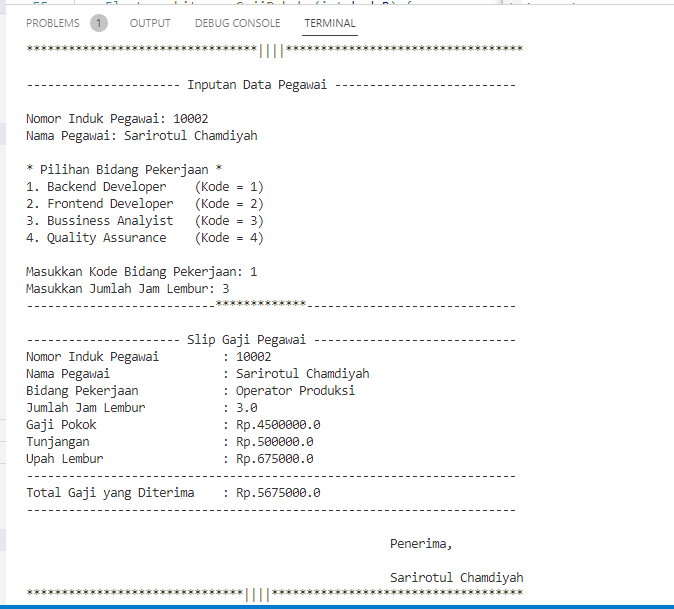 PROBLEMS 1 OUTPUT DEBUG CONSOLE TERMINAL
*********************************||||**********************************
---------------------- Inputan Data Pegawai --------------------------
Nomor Induk Pegawai: 10002
Nama Pegawai: Sarirotul Chamdiyah
* Pilihan Bidang Pekerjaan *
1. Backend Developer    (Kode = 1)
2. Frontend Developer   (Kode = 2)
3. Bussiness Analyist   (Kode = 3)
4. Quality Assurance    (Kode = 4)
Masukkan Kode Bidang Pekerjaan: 1
Masukkan Jumlah Jam Lembur: 3
---------------------------*************------------------------------
---------------------- Slip Gaji Pegawai -----------------------------
Nomor Induk Pegawai         : 10002
Nama Pegawai                : Sarirotul Chamdiyah
Bidang Pekerjaan            : Operator Produksi
Jumlah Jam Lembur           : 3.0
Gaji Pokok                  : Rp.4500000.0
Tunjangan                   : Rp.500000.0
Upah Lembur                 : Rp.675000.0
----------------------------------------------------------------------
Total Gaji yang Diterima    : Rp.5675000.0
----------------------------------------------------------------------
Penerima,
Sarirotul Chamdiyah
*******************************||||************************************